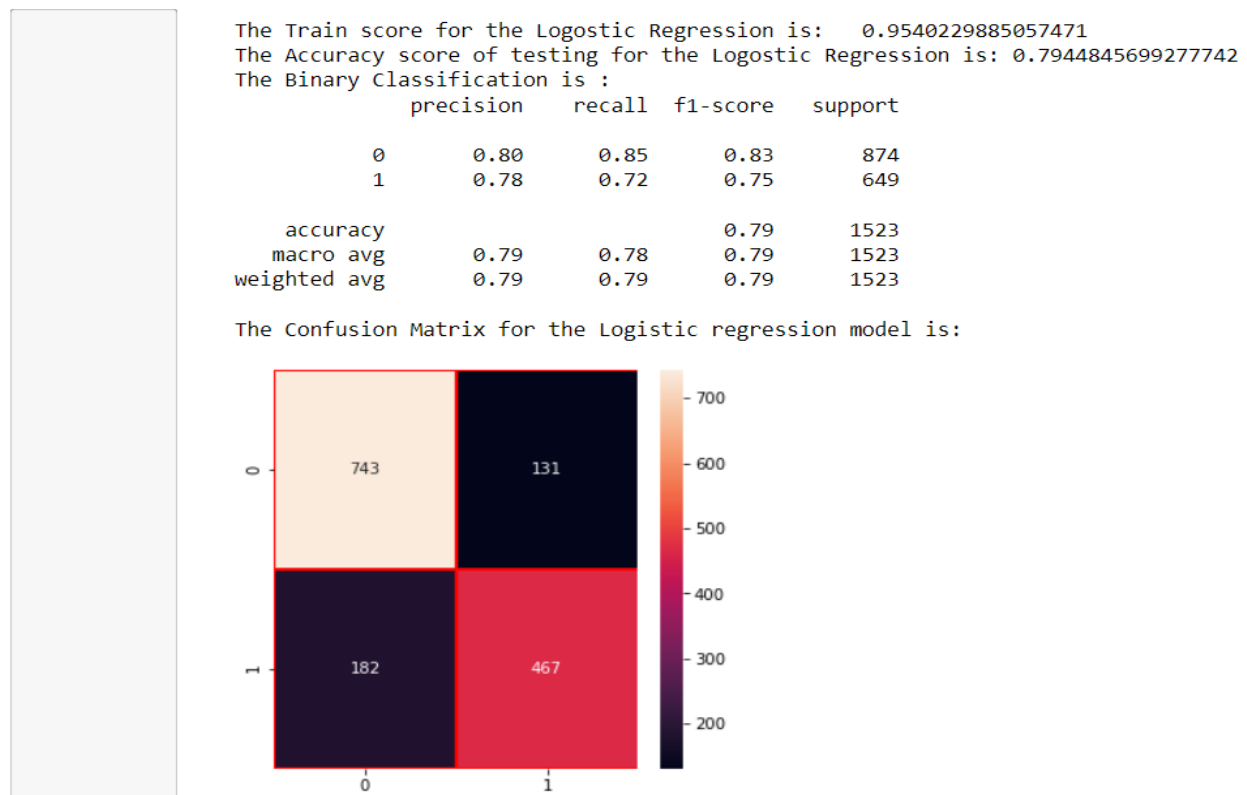 The Train score for the Logostic Regression is: 0.9540229885057471
The Accuracy score of testing for the Logostic Regression is: 0.7944845699277742
The Binary Classification is :
precision recall f1-score support
0 0.80 0.85 0.83 874
1 0.78 0.72 0.75 649
accuracy 0.79 1523
macro avg 0.79 0.78 0.79 1523
weighted avg 0.79 0.79 0.79 1523
The Confusion Matrix for the Logistic regression model is:
700
0 743 131 600
500
400
300
1 182 467
200
0 1